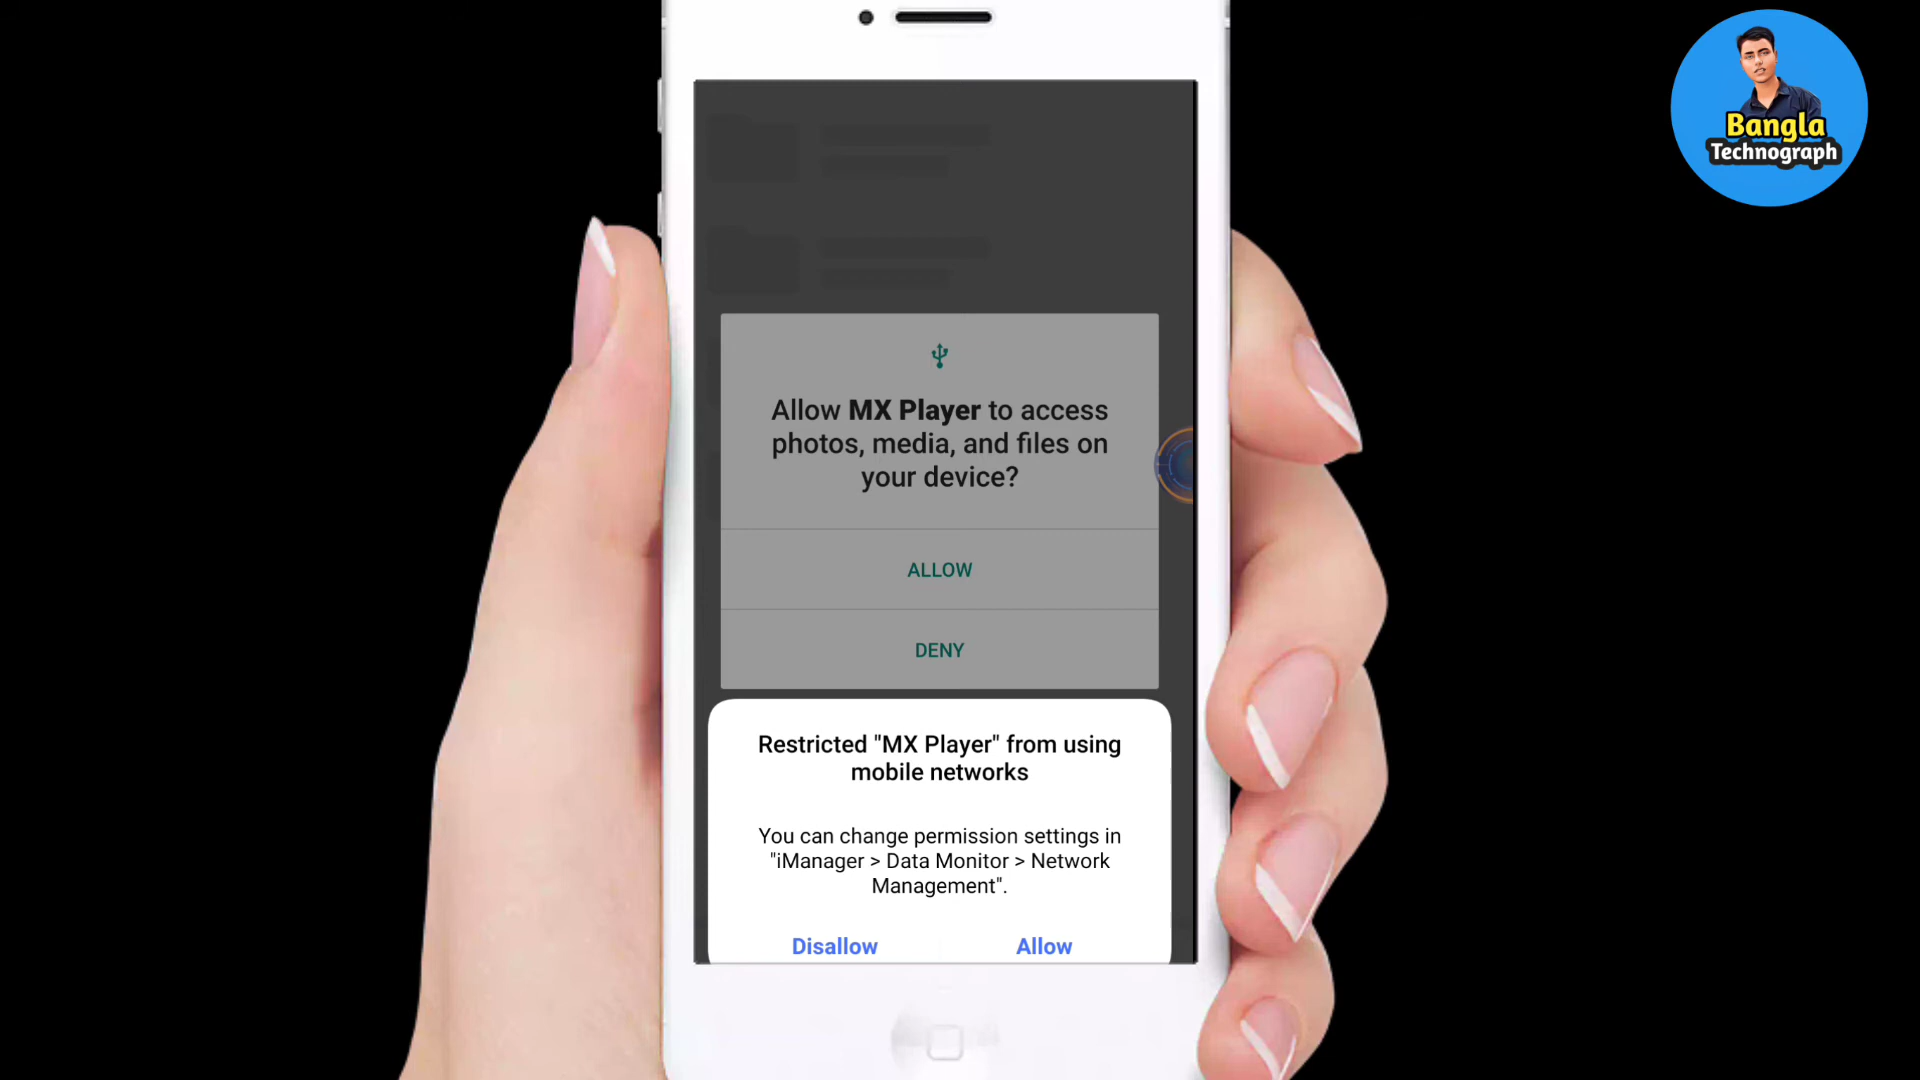 Bangla
Technograph
Allow MX Player to access
photos, media, and files on
your device?
ALLOW
DENY
Restricted "MX Player" from using
mobile networks
You can change permission settings in
"iManager > Data Monitor > Network
Management".
Disallow
Allow